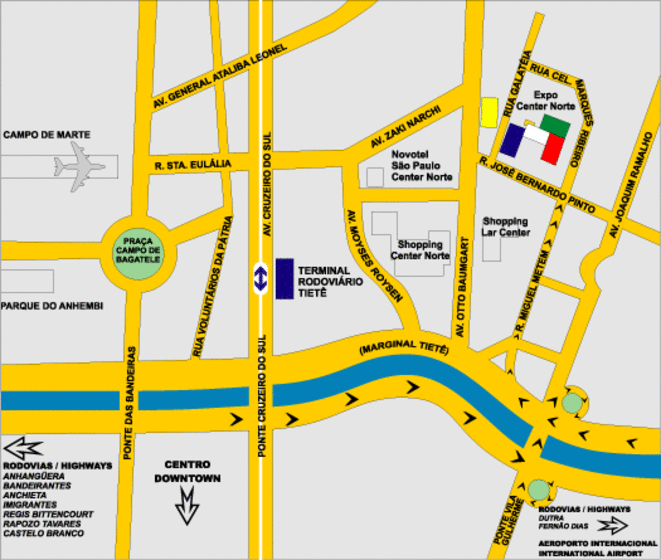 AV. GENERAL ATALIBA LEONEL
RUA GALATÉIA
RUA CEL. MARQUES RIBEIRO
Expo
Center Norte
AV. ZAKI NARCHI
CAMPO DE MARTE
R. STA. EULÁLIA
AV. CRUZEIRO DO SUL
Novotel
São Paulo
Center Norte
R. JOSÉ BERNARDO PINTO
AV. JOAQUIM RAMALHO
PRAÇA
CAMPO DE
BAGATELE
RUA VOLUNTÁRIOS DA PÁTRIA
AV. MOYSES ROYSEN
Shopping
Center Norte
Shopping
Lar Center
AV. OTTO BAUMGART
R. MIGUEL METEM
TERMINAL
RODOVIÁRIO
TIETÊ
PARQUE DO ANHEMBI
(MARGINAL TIETÊ)
PONTE DAS BANDEIRAS
PONTE CRUZEIRO DO SUL
RODOVIAS / HIGHWAYS
ANHANGÜERA
BANDEIRANTES
ANCHIETA
IMIGRANTES
REGIS BITTENCOURT
RAPOZO TAVARES
CASTELO BRANCO
CENTRO
DOWNTOWN
PONTE VILA
GUILHERME
RODOVIAS / HIGHWAYS
DUTRA
FERNÃO DIAS
AEROPORTO INTERNACIONAL
INTERNATIONAL AIRPORT